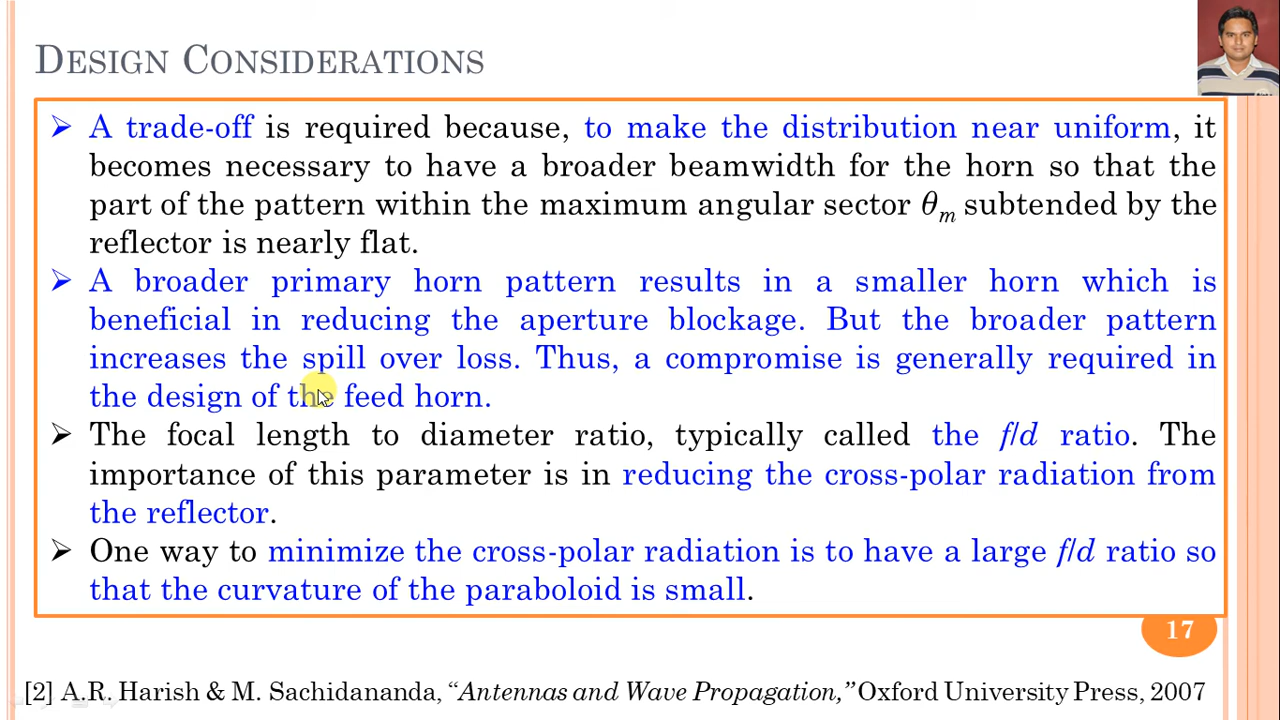 DESIGN CONSIDERATIONS
➢ A trade-off is required because, to make the distribution near uniform, it
becomes necessary to have a broader beamwidth for the horn so that the
part of the pattern within the maximum angular sector θm subtended by the
reflector is nearly flat.
➢ A broader primary horn pattern results in a smaller horn which is
beneficial in reducing the aperture blockage. But the broader pattern
increases the spill over loss. Thus, a compromise is generally required in
the design of the feed horn.
➢ The focal length to diameter ratio, typically called the f/d ratio. The
importance of this parameter is in reducing the cross-polar radiation from
the reflector.
➢ One way to minimize the cross-polar radiation is to have a large f/d ratio so
that the curvature of the paraboloid is small.
17
[2] A.R. Harish & M. Sachidananda, “Antennas and Wave Propagation,” Oxford University Press, 2007